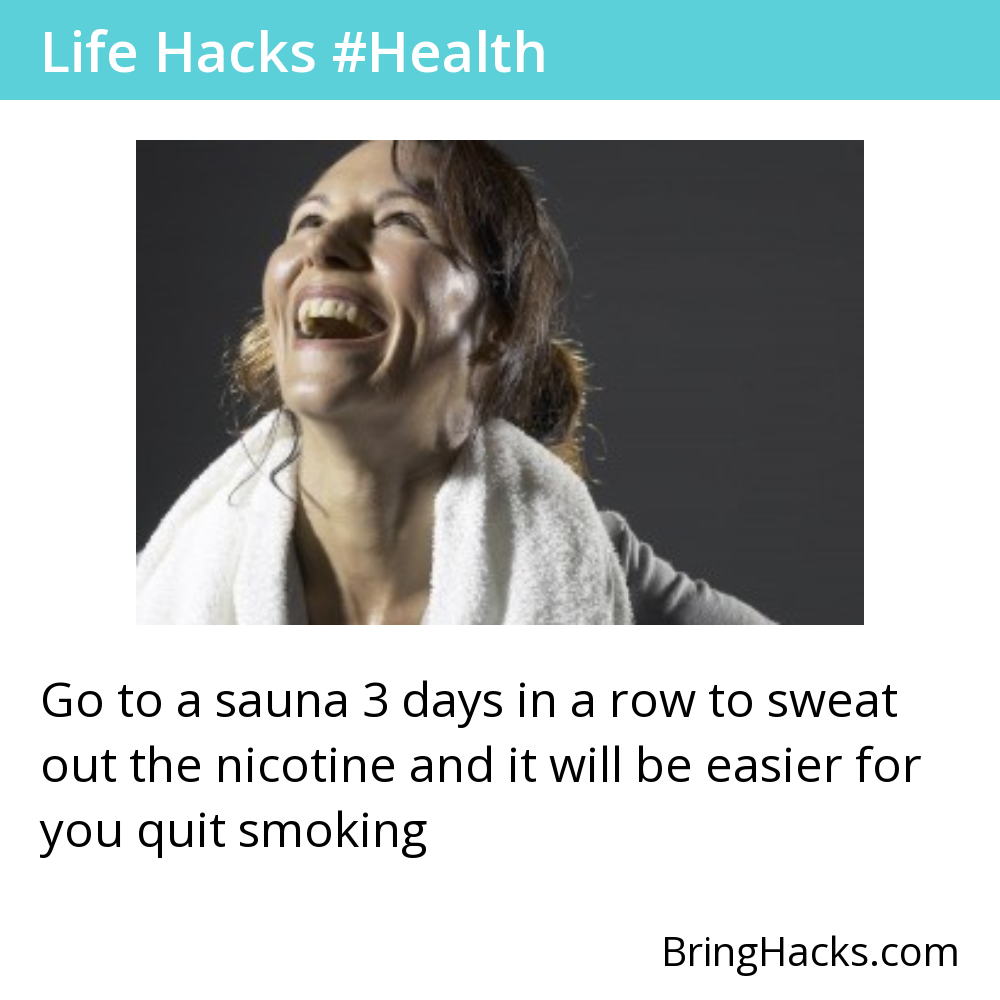 Life Hacks #Health
Go to a sauna 3 days in a row to sweat
out the nicotine and it will be easier for
you quit smoking
BringHacks.com